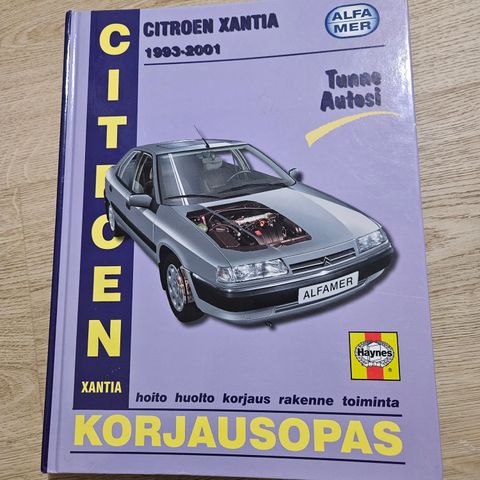 CITROEN XANTIA
1993-2001
ALFA
MER
Tunne
Autosi
CITROEN
XANTIA
ALFAMER
Haynes
®
hoito huolto korjaus rakenne toiminta
KORJAUSOPAS